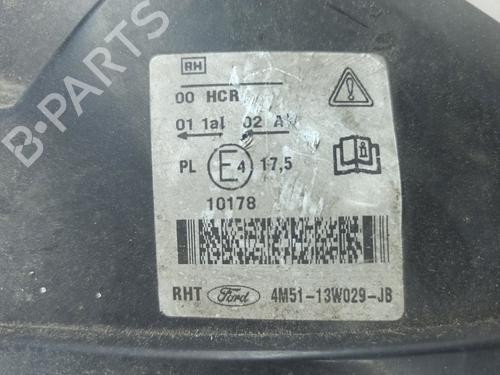 RH
00 HCR
01 1al 02 A
PL E4 17,5
10178
RHT Ford 4M51-13W029-JB
B-PARTS